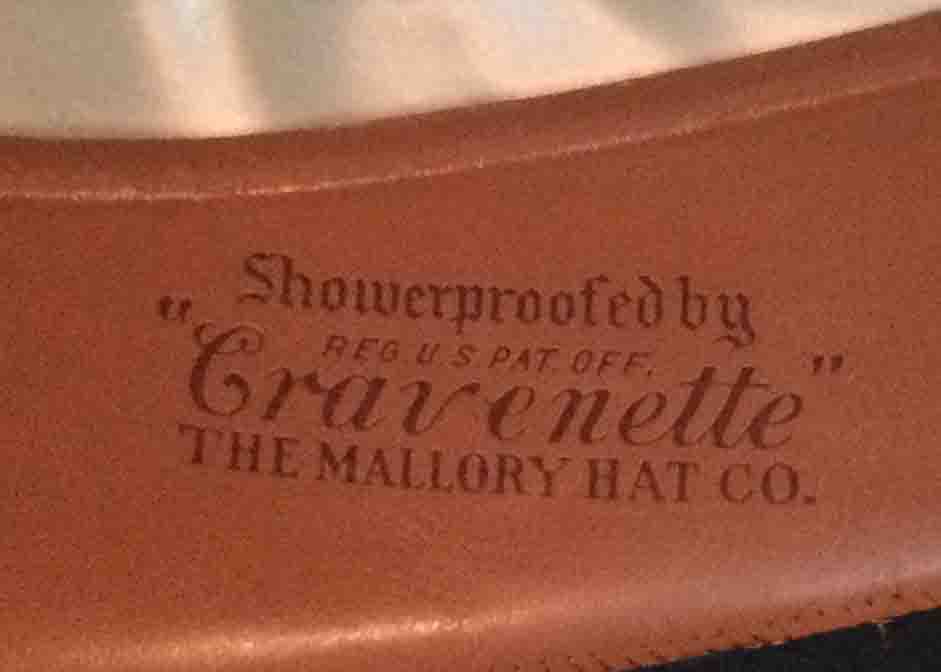 Showerproofed by
REG U S PAT. OFF.
"Cravenette"
THE MALLORY HAT CO.